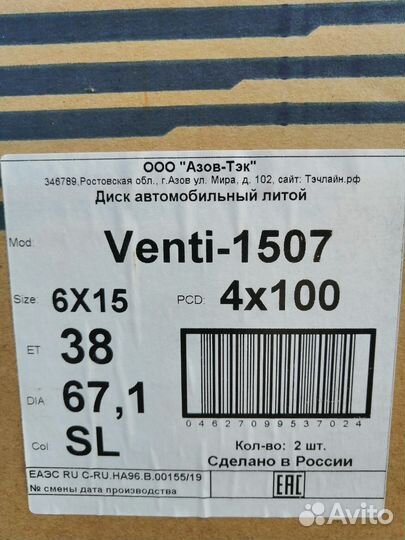 ООО "Азов-Тэк"
346789,Ростовская обл., г.Азов ул. Мира, д. 102, сайт: Тэчлайн.рф
Диск автомобильный литой
Mod: Venti-1507
Size: 6X15 PCD: 4x100
ET 38
DIA 67,1
04627099537024
Col SL
Кол-во: 2 шт.
Сделано в России
ЕАЭС RU C-RU.HA96.B.00155/19
№ смены дата производства
EAC
Avito